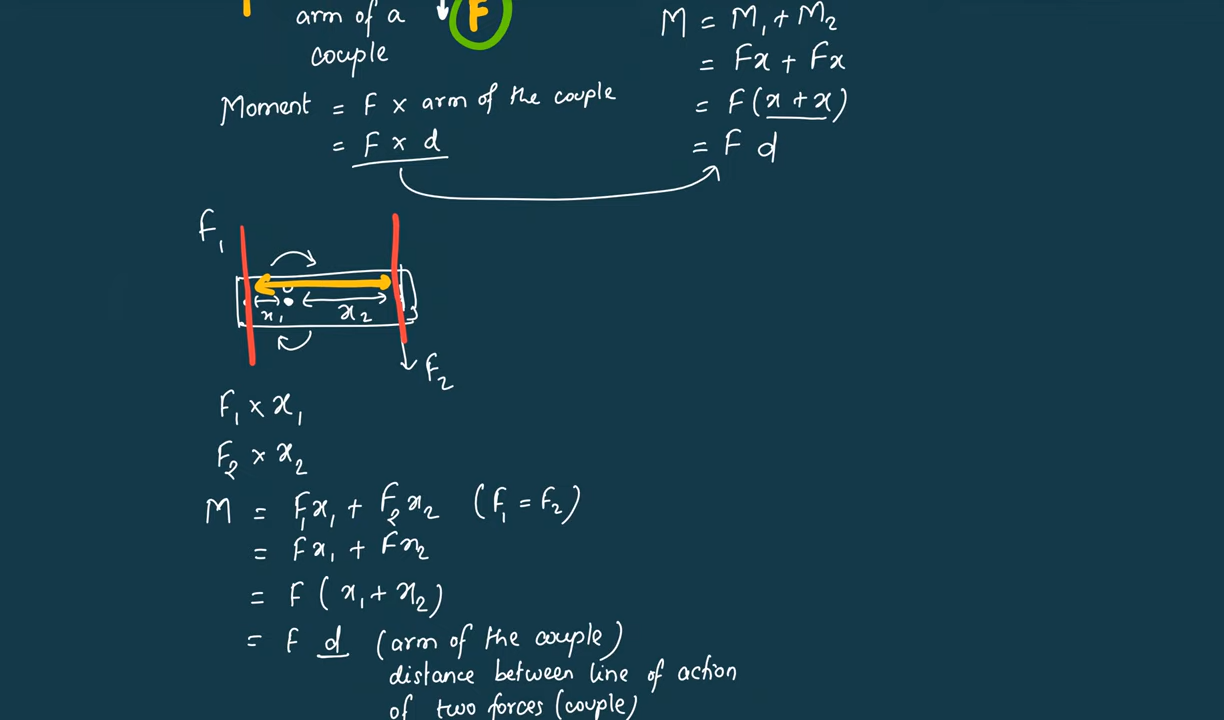 arm of a
couple
F
Moment = F × arm of the couple
= F × d
M = M₁ + M₂
= Fx + Fx
= F(x + x)
= F d
F₁
x₁
x₂
F₂
F₁ × x₁
F₂ × x₂
M = F₁x₁ + F₂x₂ (F₁ = F₂)
= Fx₁ + Fx₂
= F (x₁ + x₂)
= F d (arm of the couple)
distance between line of action
of two forces (couple)